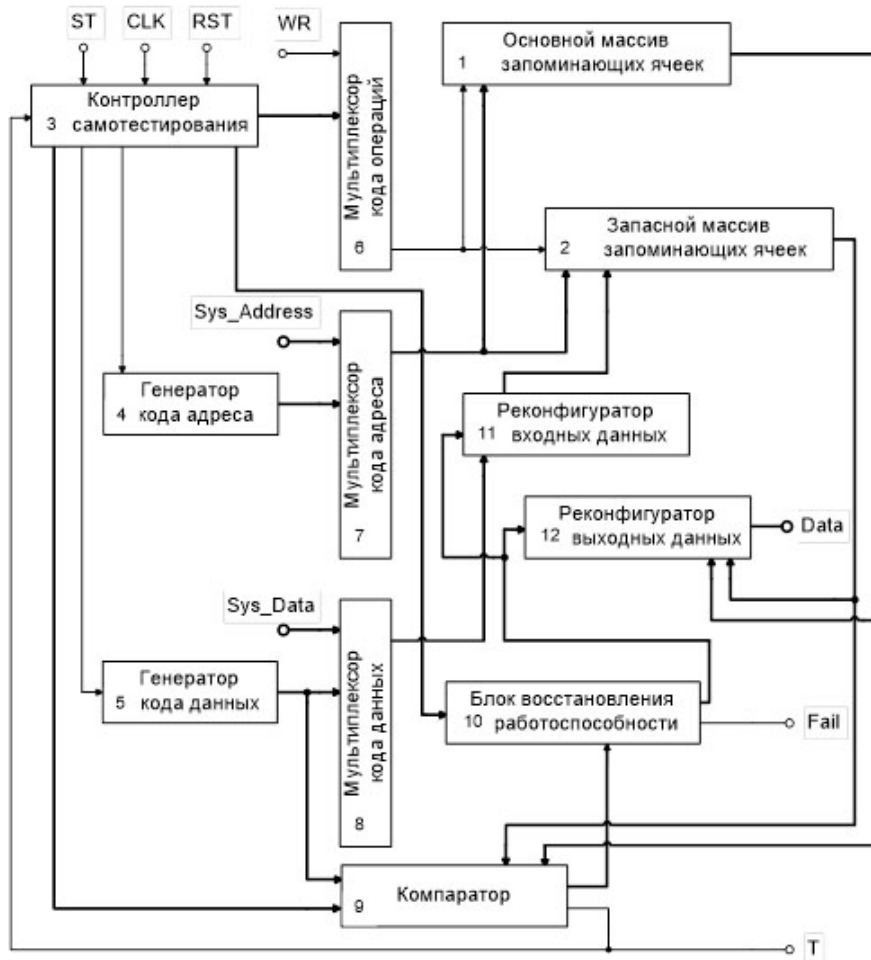 ST
CLK
RST
WR
Контроллер
3 самотестирования
Мультиплексор
кода операций
6
Основной массив
1 запоминающих ячеек
Запасной массив
2 запоминающих ячеек
Sys_Address
Генератор
4 кода адреса
Мультиплексор
кода адреса
7
Реконфигуратор
11 входных данных
Реконфигуратор
12 выходных данных
Data
Sys_Data
Генератор
5 кода данных
Мультиплексор
кода данных
8
Блок восстановления
10 работоспособности
Fail
Компаратор
9
T